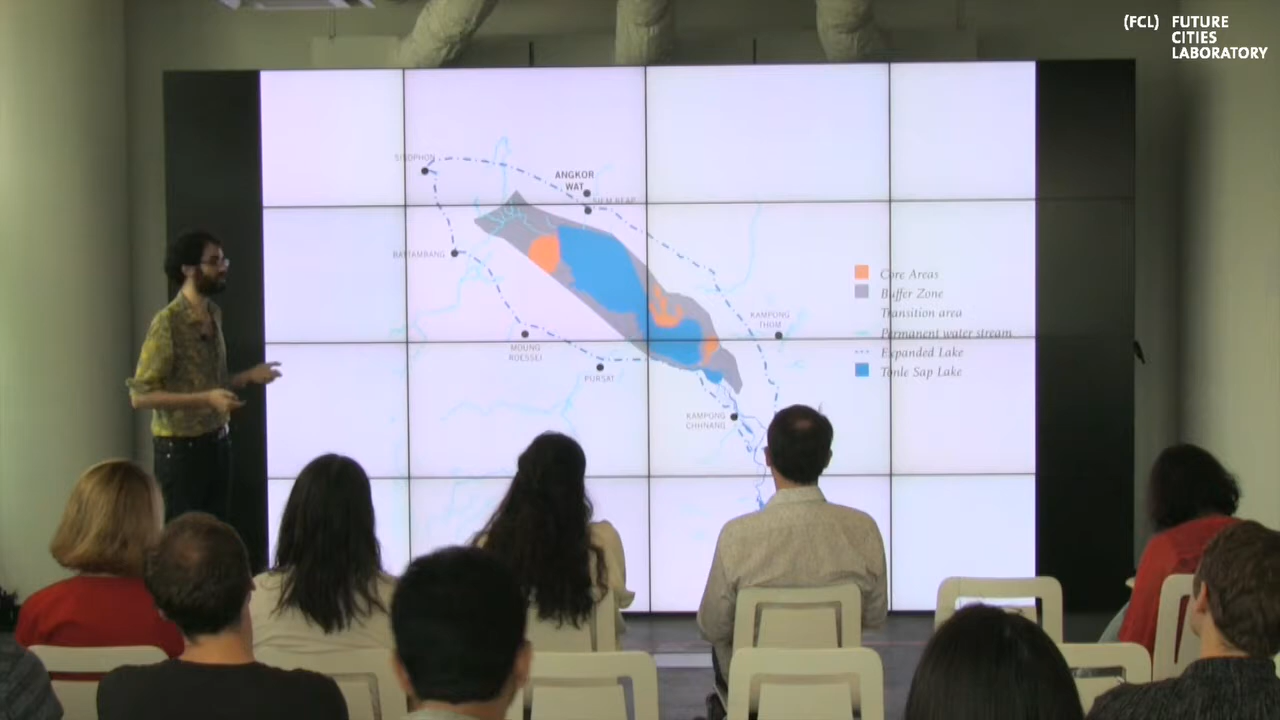 (FCL) FUTURE
CITIES
LABORATORY
SISOPHON
ANGKOR
WAT
SIEM REAP
BATTAMBANG
MOUNG
ROESSEI
PURSAT
KAMPONG
THOM
KAMPONG
CHHNANG
Core Areas
Buffer Zone
Transition area
Permanent water stream
Expanded Lake
Tonle Sap Lake